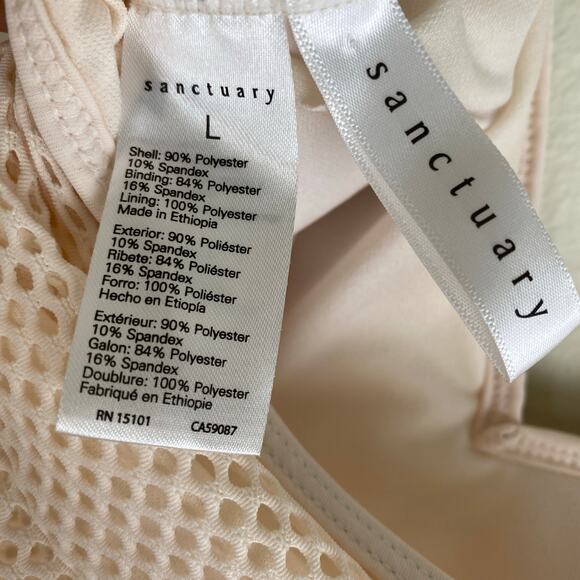 sanctuary
L
Shell: 90% Polyester
10% Spandex
Binding: 84% Polyester
16% Spandex
Lining: 100% Polyester
Made in Ethiopia
Exterior: 90% Poliéster
10% Spandex
Ribete: 84% Poliéster
16% Spandex
Forro: 100% Poliéster
Hecho en Etiopía
Extérieur: 90% Polyester
10% Spandex
Galon: 84% Polyester
16% Spandex
Doublure: 100% Polyester
Fabriqué en Ethiopie
RN 15101 CA59087
sanctuary